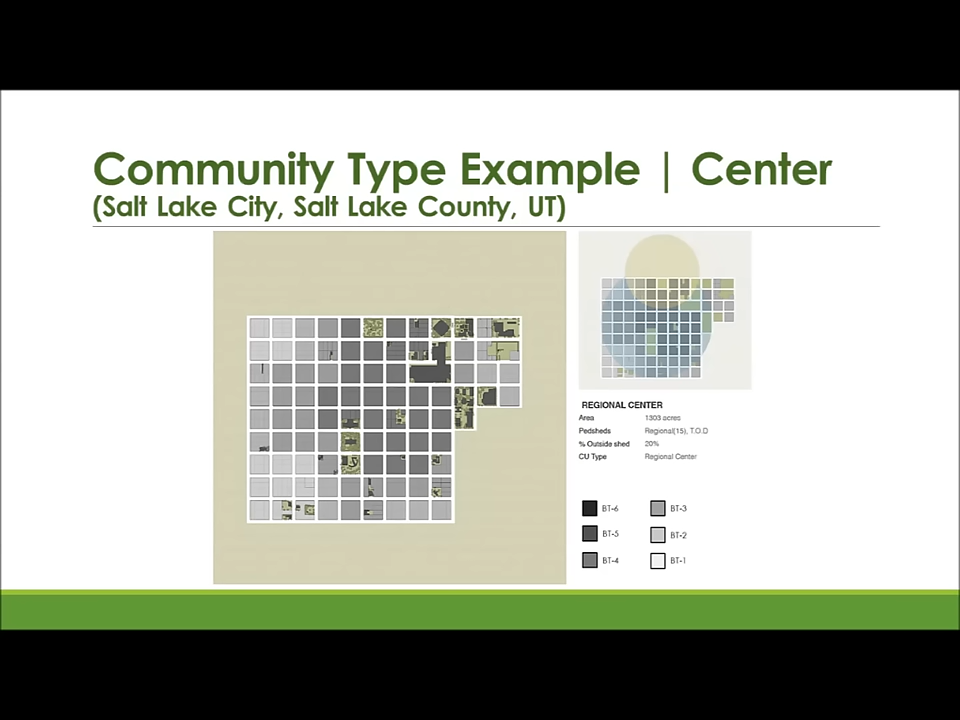 Community Type Example | Center
(Salt Lake City, Salt Lake County, UT)
REGIONAL CENTER
Area 1303 acres
Pedsheds Regional(15), T.O.D
% Outside shed 20%
CU Type Regional Center
BT-6 BT-3
BT-5 BT-2
BT-4 BT-1